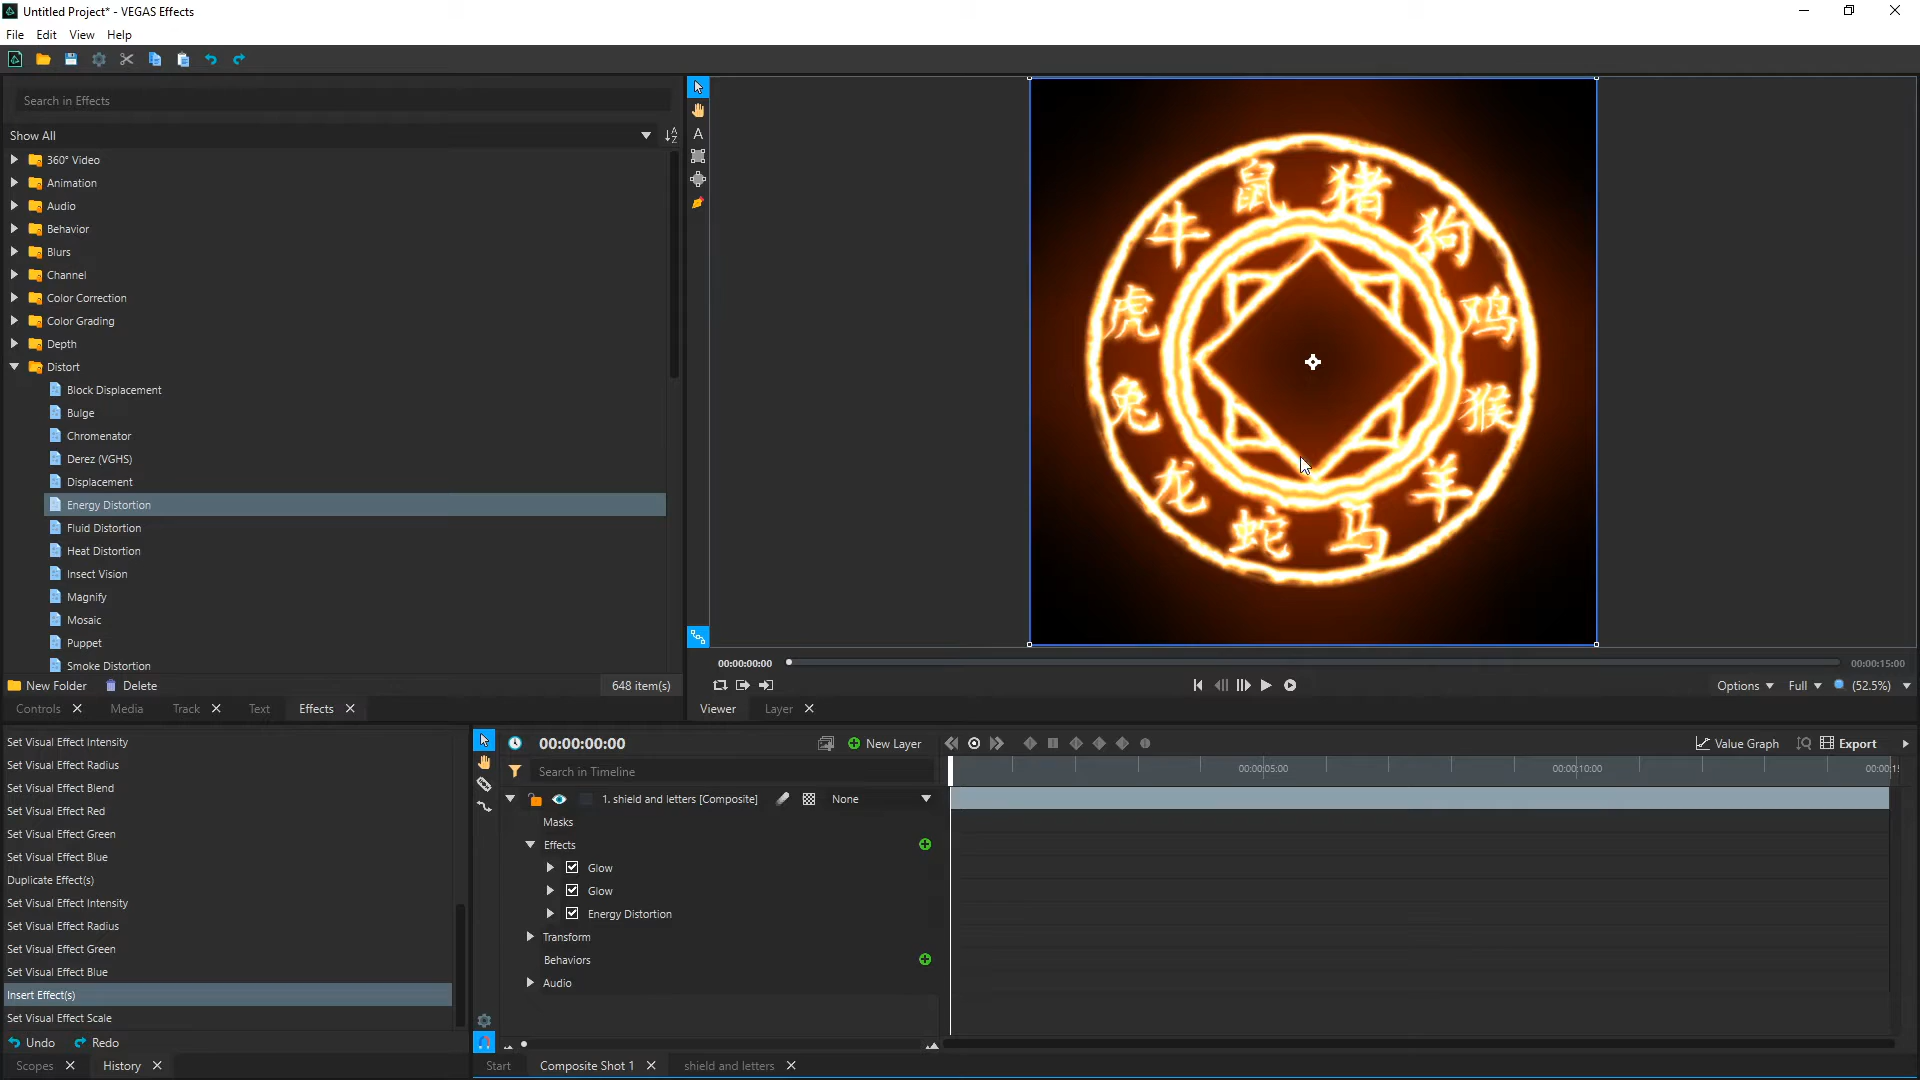 Untitled Project* - VEGAS Effects
File Edit View Help
Search in Effects
Show All
360° Video
Animation
Audio
Behavior
Blurs
Channel
Color Correction
Color Grading
Depth
Distort
Block Displacement
Bulge
Chromenator
Derez (VGHS)
Displacement
Energy Distortion
Fluid Distortion
Heat Distortion
Insect Vision
Magnify
Mosaic
Puppet
Smoke Distortion
New Folder Delete 648 item(s)
Controls Media Track Text Effects
A
鼠
猪
狗
鸡
猴
羊
马
蛇
龙
兔
虎
牛
00:00:00:00 00:00:15:00
Options Full (52.5%)
Viewer Layer
Set Visual Effect Intensity
Set Visual Effect Radius
Set Visual Effect Blend
Set Visual Effect Red
Set Visual Effect Green
Set Visual Effect Blue
Duplicate Effect(s)
Set Visual Effect Intensity
Set Visual Effect Radius
Set Visual Effect Green
Set Visual Effect Blue
Insert Effect(s)
Set Visual Effect Scale
Undo Redo
Scopes History
00:00:00:00 New Layer Value Graph Export
Search in Timeline
00:00:05:00 00:00:10:00
1. shield and letters [Composite] None
Masks
Effects
Glow
Glow
Energy Distortion
Transform
Behaviors
Audio
Start Composite Shot 1 shield and letters